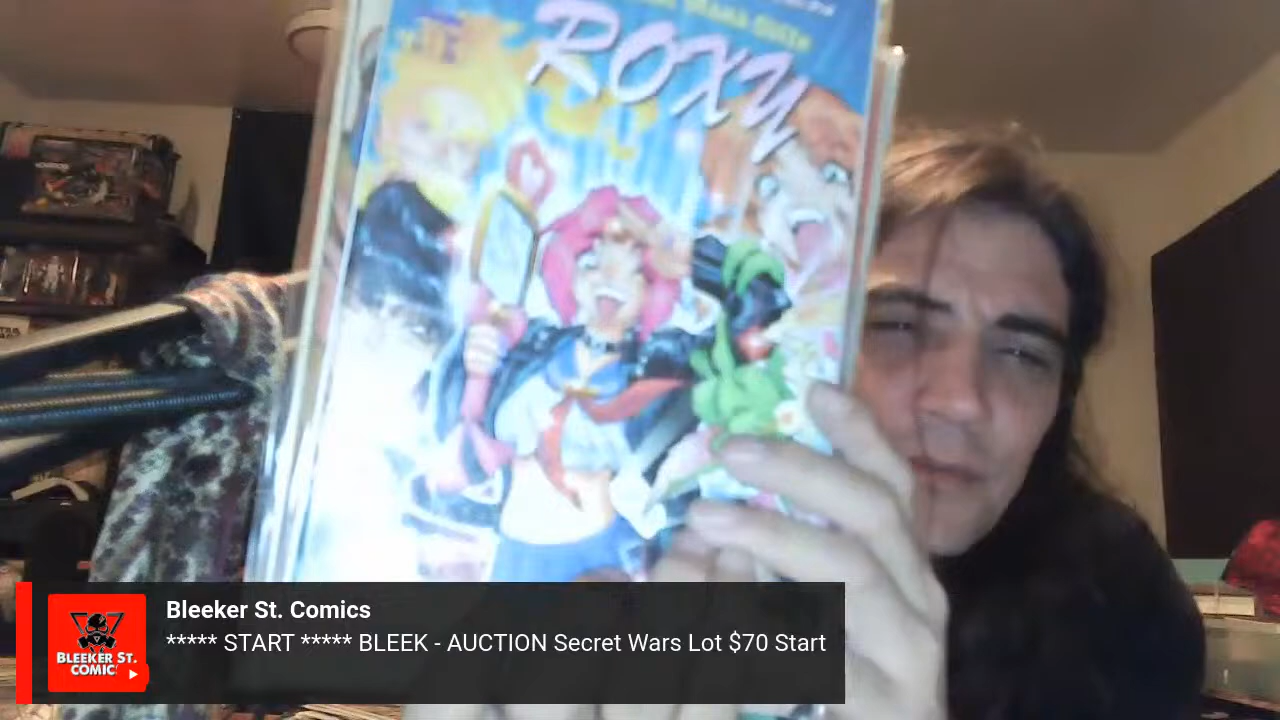 ROXY
Bleeker St. Comics
***** START ***** BLEEK - AUCTION Secret Wars Lot $70 Start
BLEEKER ST.
COMIC